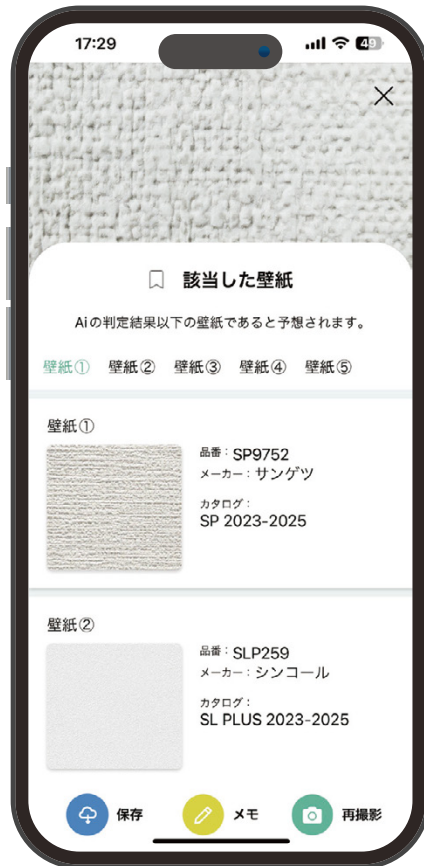 17:29
49
該当した壁紙
Aiの判定結果以下の壁紙であると予想されます。
壁紙① 壁紙② 壁紙③ 壁紙④ 壁紙⑤
壁紙①
品番：SP9752
メーカー：サンゲツ
カタログ：
SP 2023-2025
壁紙②
品番：SLP259
メーカー：シンコール
カタログ：
SL PLUS 2023-2025
保存 メモ 再撮影